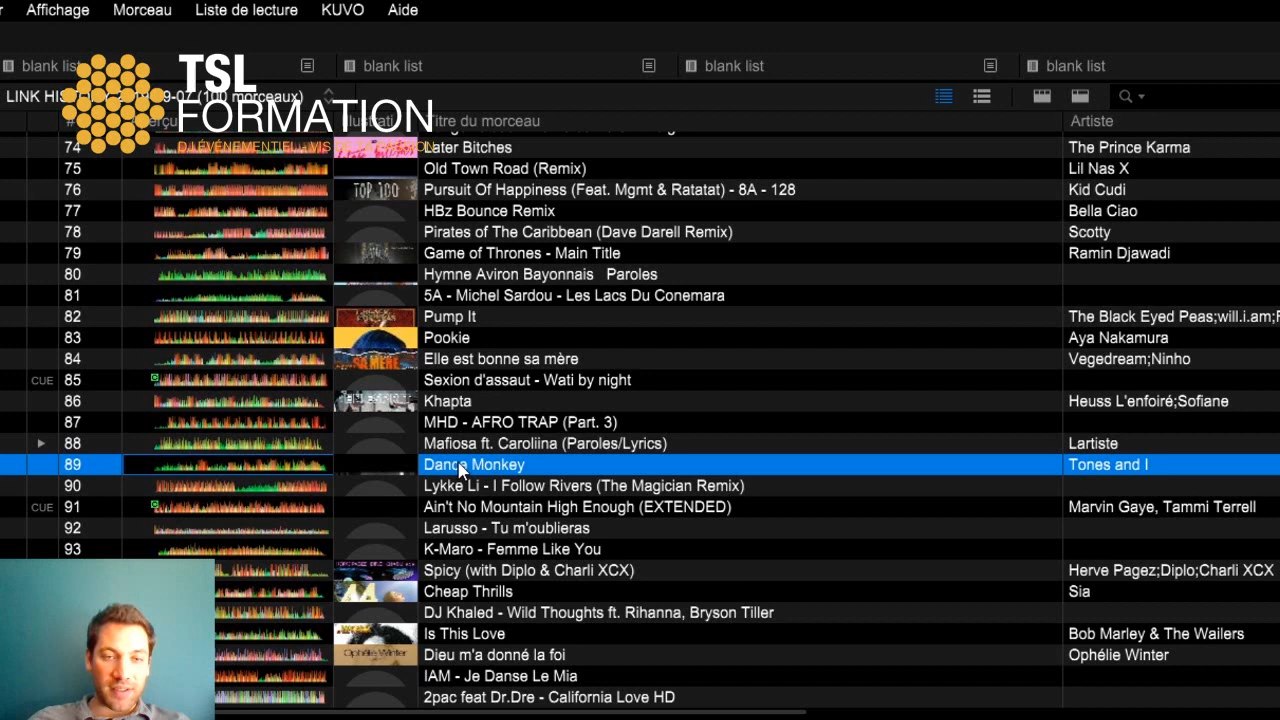 Affichage Morceau Liste de lecture KUVO Aide
blank list blank list blank list blank list
TSL
FORMATION
LINK HIS (100 morceaux)
# Titre du morceau Artiste
74 Later Bitches The Prince Karma
75 Old Town Road (Remix) Lil Nas X
76 TOP 100 Pursuit Of Happiness (Feat. Mgmt & Ratatat) - 8A - 128 Kid Cudi
77 HBz Bounce Remix Bella Ciao
78 Pirates of The Caribbean (Dave Darell Remix) Scotty
79 Game of Thrones - Main Title Ramin Djawadi
80 Hymne Aviron Bayonnais Paroles
81 5A - Michel Sardou - Les Lacs Du Conemara
82 Pump It The Black Eyed Peas;will.i.am;F
83 Pookie Aya Nakamura
84 Elle est bonne sa mère Vegedream;Ninho
CUE 85 Sexion d'assaut - Wati by night
86 Khapta Heuss L'enfoiré;Sofiane
87 MHD - AFRO TRAP (Part. 3)
88 Mafiosa ft. Caroliina (Paroles/Lyrics) Lartiste
89 Dance Monkey Tones and I
90 Lykke Li - I Follow Rivers (The Magician Remix)
CUE 91 Ain't No Mountain High Enough (EXTENDED) Marvin Gaye, Tammi Terrell
92 Larusso - Tu m'oublieras
93 K-Maro - Femme Like You
Spicy (with Diplo & Charli XCX) Herve Pagez;Diplo;Charli XCX
Cheap Thrills Sia
DJ Khaled - Wild Thoughts ft. Rihanna, Bryson Tiller
Is This Love Bob Marley & The Wailers
Ophélie Winter Dieu m'a donné la foi Ophélie Winter
IAM - Je Danse Le Mia
2pac feat Dr.Dre - California Love HD